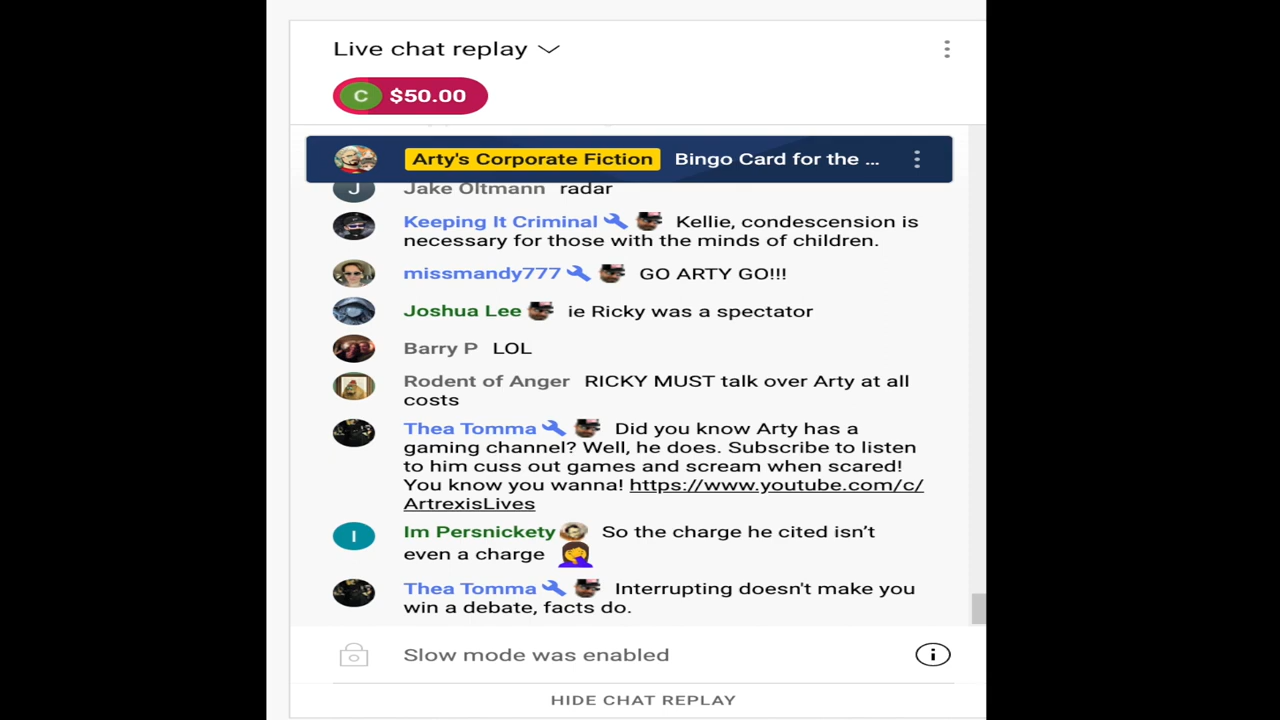 Live chat replay
C $50.00
Arty's Corporate Fiction Bingo Card for the ...
J Jake Oltmann radar
Keeping It Criminal Kellie, condescension is
necessary for those with the minds of children.
missmandy777 GO ARTY GO!!!
Joshua Lee ie Ricky was a spectator
Barry P LOL
Rodent of Anger RICKY MUST talk over Arty at all
costs
Thea Tomma Did you know Arty has a
gaming channel? Well, he does. Subscribe to listen
to him cuss out games and scream when scared!
You know you wanna! https://www.youtube.com/c/
ArtrexisLives
I Im Persnickety So the charge he cited isn’t
even a charge 🤦‍♀️
Thea Tomma Interrupting doesn't make you
win a debate, facts do.
Slow mode was enabled
HIDE CHAT REPLAY